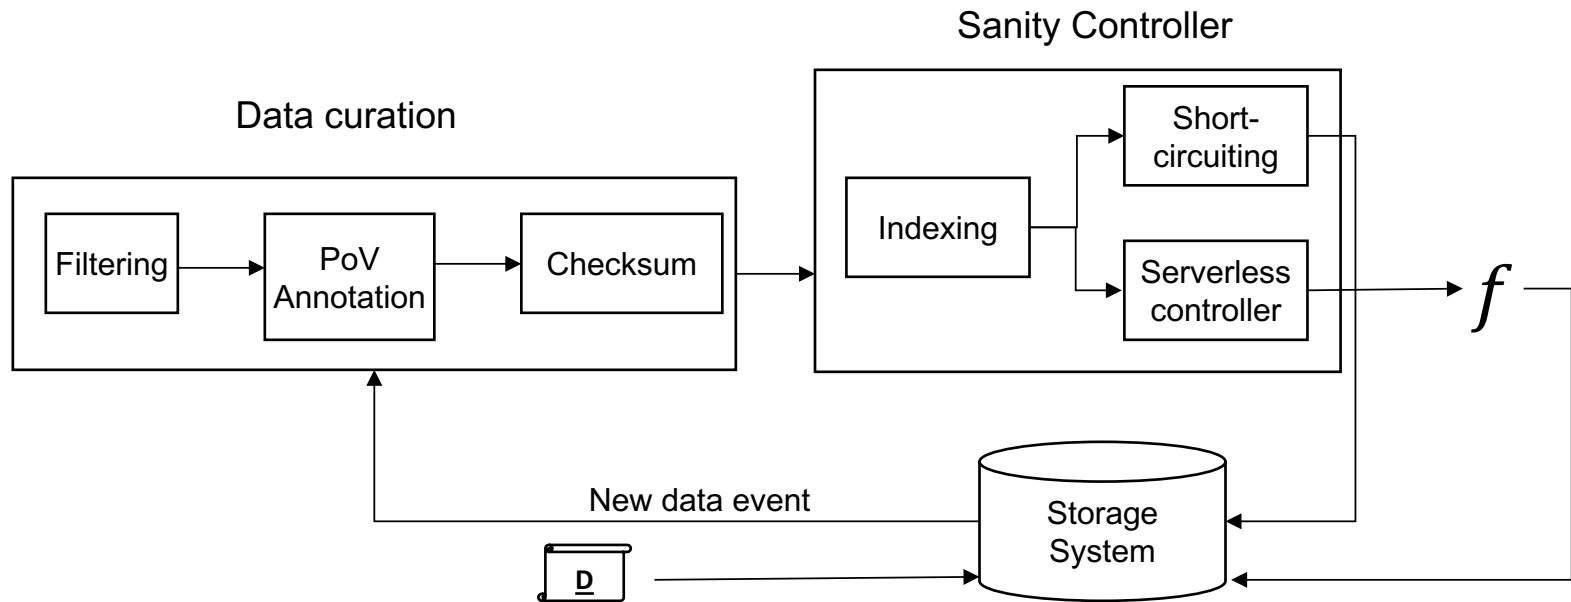 Sanity Controller
Data curation
Short-
circuiting
Indexing
Filtering
PoV
Annotation
Checksum
Serverless
controller
f
New data event
Storage
System
D